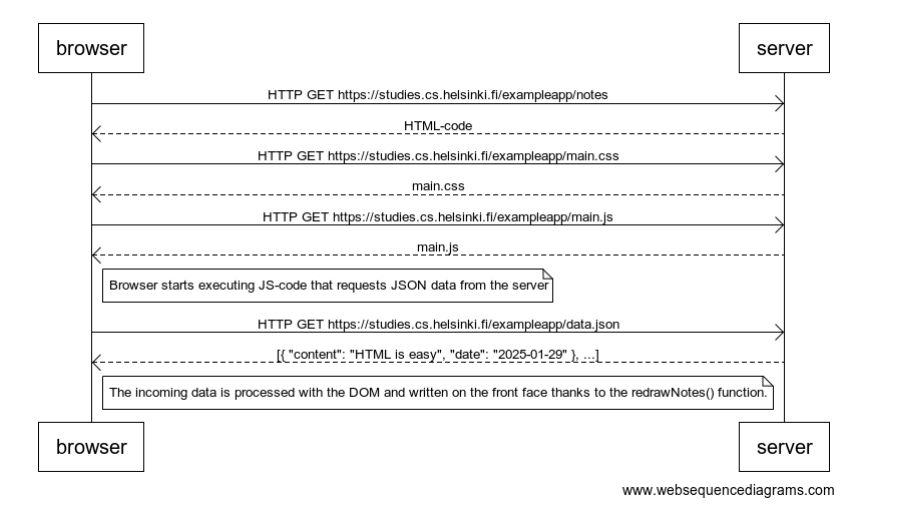 browser server
HTTP GET https://studies.cs.helsinki.fi/exampleapp/notes
HTML-code
HTTP GET https://studies.cs.helsinki.fi/exampleapp/main.css
main.css
HTTP GET https://studies.cs.helsinki.fi/exampleapp/main.js
main.js
Browser starts executing JS-code that requests JSON data from the server
HTTP GET https://studies.cs.helsinki.fi/exampleapp/data.json
[{ "content": "HTML is easy", "date": "2025-01-29" }, ...]
The incoming data is processed with the DOM and written on the front face thanks to the redrawNotes() function.
browser server
www.websequencediagrams.com